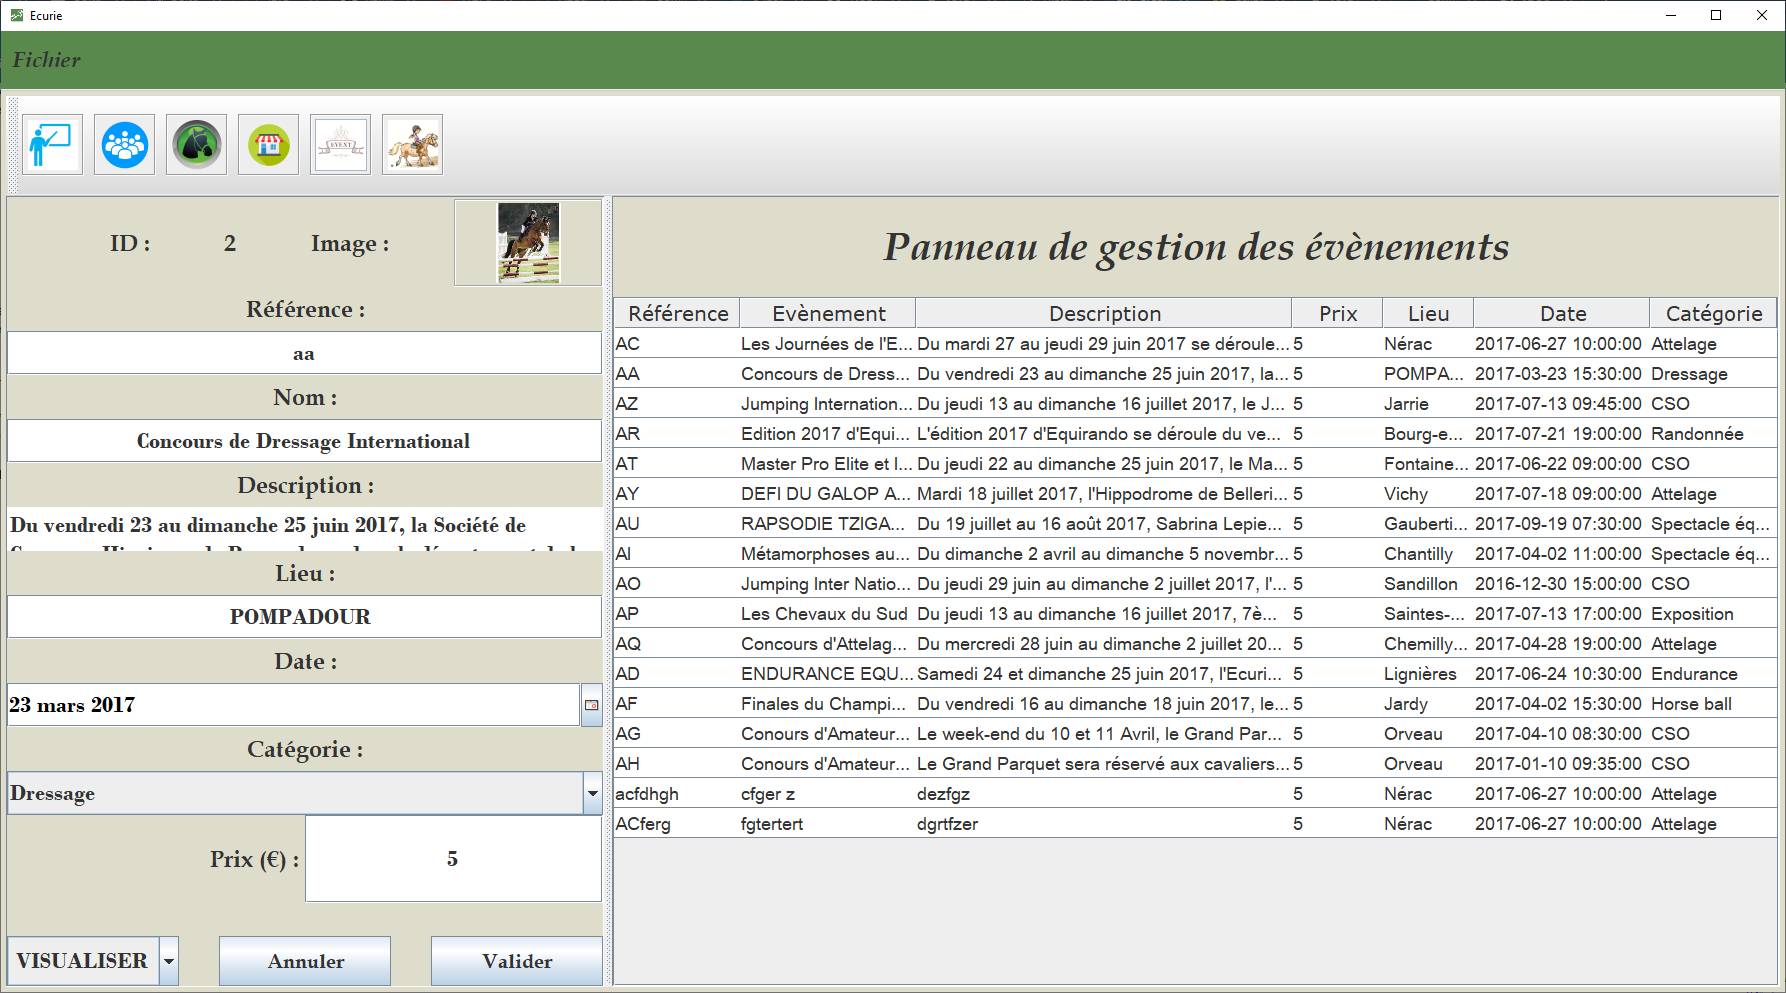 Ecurie
Fichier
EVENT
ID : 2 Image :
Référence :
aa
Nom :
Concours de Dressage International
Description :
Du vendredi 23 au dimanche 25 juin 2017, la Société de
Lieu :
POMPADOUR
Date :
23 mars 2017
Catégorie :
Dressage
Prix (€) : 5
VISUALISER Annuler Valider
Panneau de gestion des évènements
Référence Evènement Description Prix Lieu Date Catégorie
AC Les Journées de l'E... Du mardi 27 au jeudi 29 juin 2017 se déroule... 5 Nérac 2017-06-27 10:00:00 Attelage
AA Concours de Dress... Du vendredi 23 au dimanche 25 juin 2017, la... 5 POMPA... 2017-03-23 15:30:00 Dressage
AZ Jumping Internation... Du jeudi 13 au dimanche 16 juillet 2017, le J... 5 Jarrie 2017-07-13 09:45:00 CSO
AR Edition 2017 d'Equi... L'édition 2017 d'Equirando se déroule du ve... 5 Bourg-e... 2017-07-21 19:00:00 Randonnée
AT Master Pro Elite et l... Du jeudi 22 au dimanche 25 juin 2017, le Ma... 5 Fontaine... 2017-06-22 09:00:00 CSO
AY DEFI DU GALOP A... Mardi 18 juillet 2017, l'Hippodrome de Belleri... 5 Vichy 2017-07-18 09:00:00 Attelage
AU RAPSODIE TZIGA... Du 19 juillet au 16 août 2017, Sabrina Lepie... 5 Gauberti... 2017-09-19 07:30:00 Spectacle éq...
AI Métamorphoses au... Du dimanche 2 avril au dimanche 5 novembr... 5 Chantilly 2017-04-02 11:00:00 Spectacle éq...
AO Jumping Inter Natio... Du jeudi 29 juin au dimanche 2 juillet 2017, l'... 5 Sandillon 2016-12-30 15:00:00 CSO
AP Les Chevaux du Sud Du jeudi 13 au dimanche 16 juillet 2017, 7è... 5 Saintes-... 2017-07-13 17:00:00 Exposition
AQ Concours d'Attelag... Du mercredi 28 juin au dimanche 2 juillet 20... 5 Chemilly... 2017-04-28 19:00:00 Attelage
AD ENDURANCE EQU... Samedi 24 et dimanche 25 juin 2017, l'Ecuri... 5 Lignières 2017-06-24 10:30:00 Endurance
AF Finales du Champi... Du vendredi 16 au dimanche 18 juin 2017, le... 5 Jardy 2017-04-02 15:30:00 Horse ball
AG Conours d'Amateur... Le week-end du 10 et 11 Avril, le Grand Par... 5 Orveau 2017-04-10 08:30:00 CSO
AH Conours d'Amateur... Le Grand Parquet sera réservé aux cavaliers... 5 Orveau 2017-01-10 09:35:00 CSO
acfdhgh cfger z dezfgz 5 Nérac 2017-06-27 10:00:00 Attelage
ACferg fgtertert dgrtfzer 5 Nérac 2017-06-27 10:00:00 Attelage